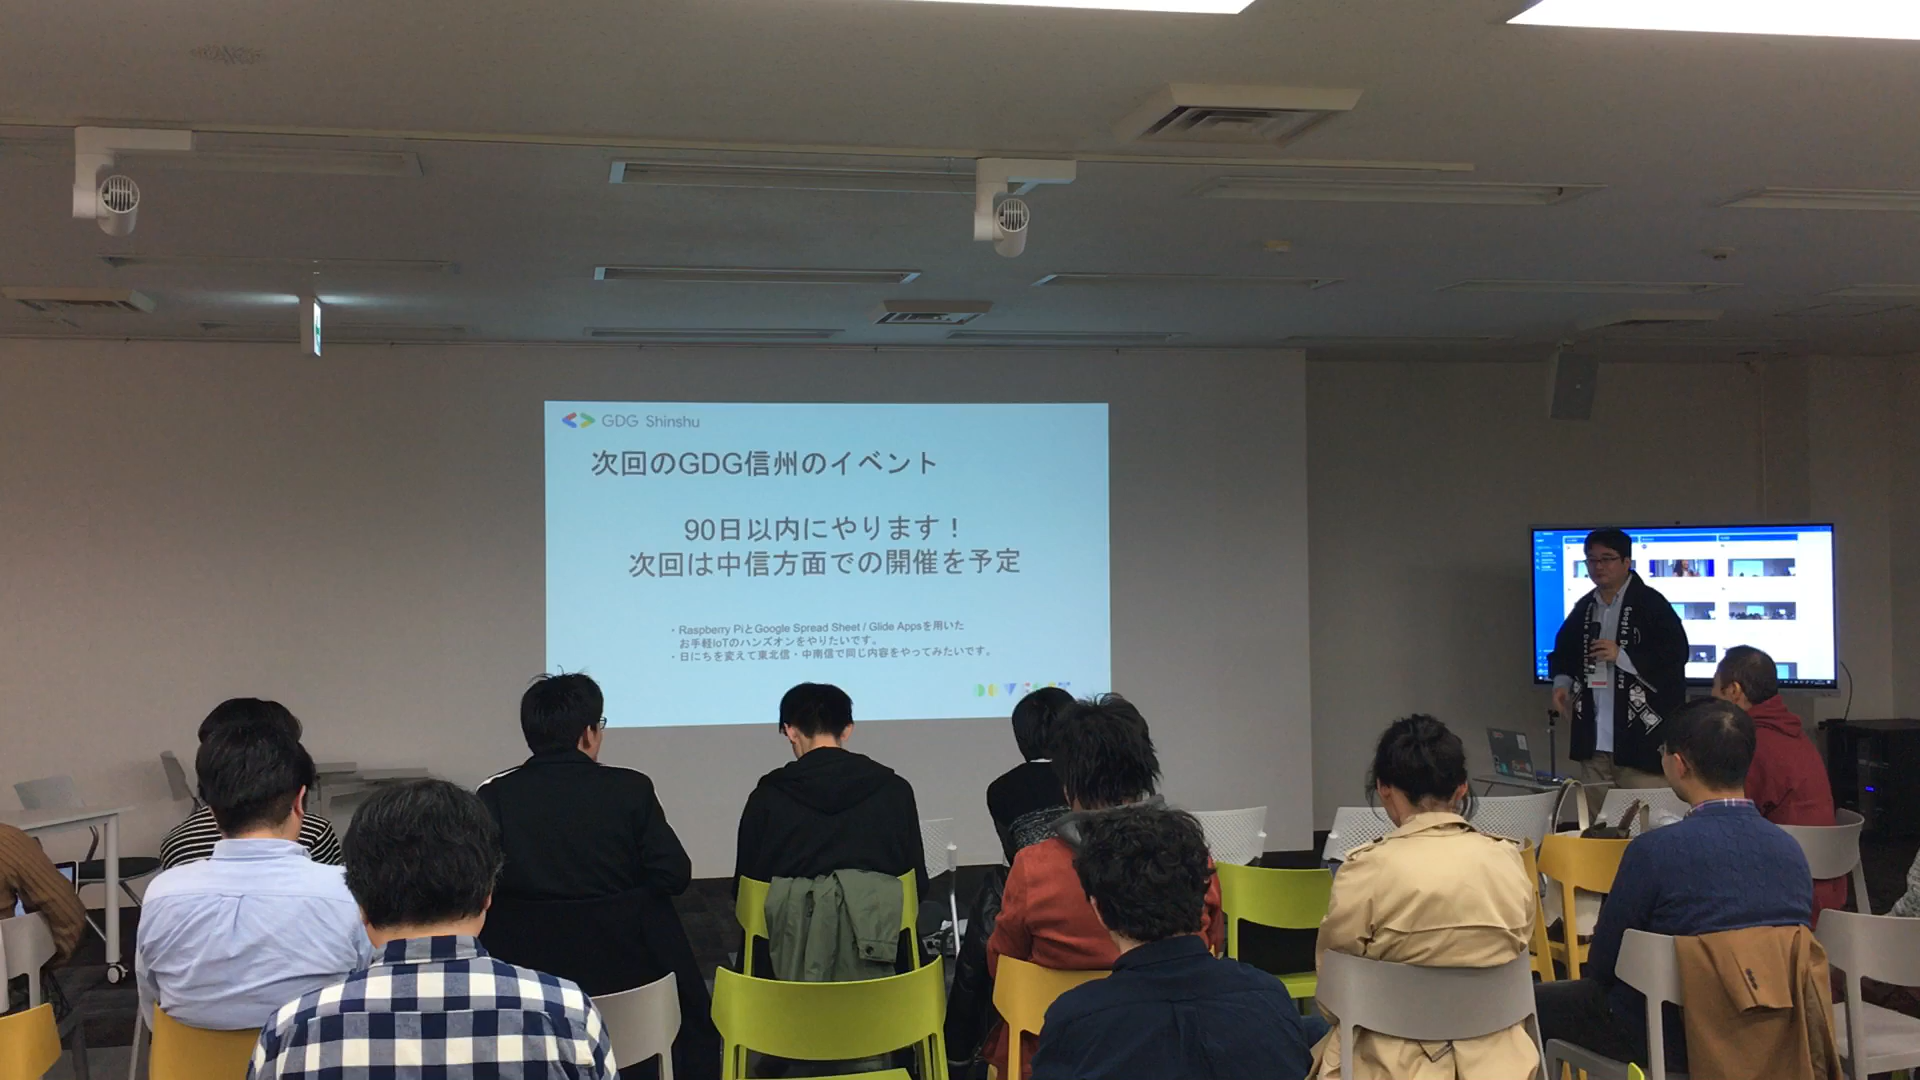 GDG Shinshu
次回のGDG信州のイベント
90日以内にやります！
次回は中信方面での開催を予定
・Raspberry PiとGoogle Spread Sheet / Glide Appsを用いた
お手軽IoTのハンズオンをやりたいです。
・日にちを変えて東北信・中南信で同じ内容をやってみたいです。
Google